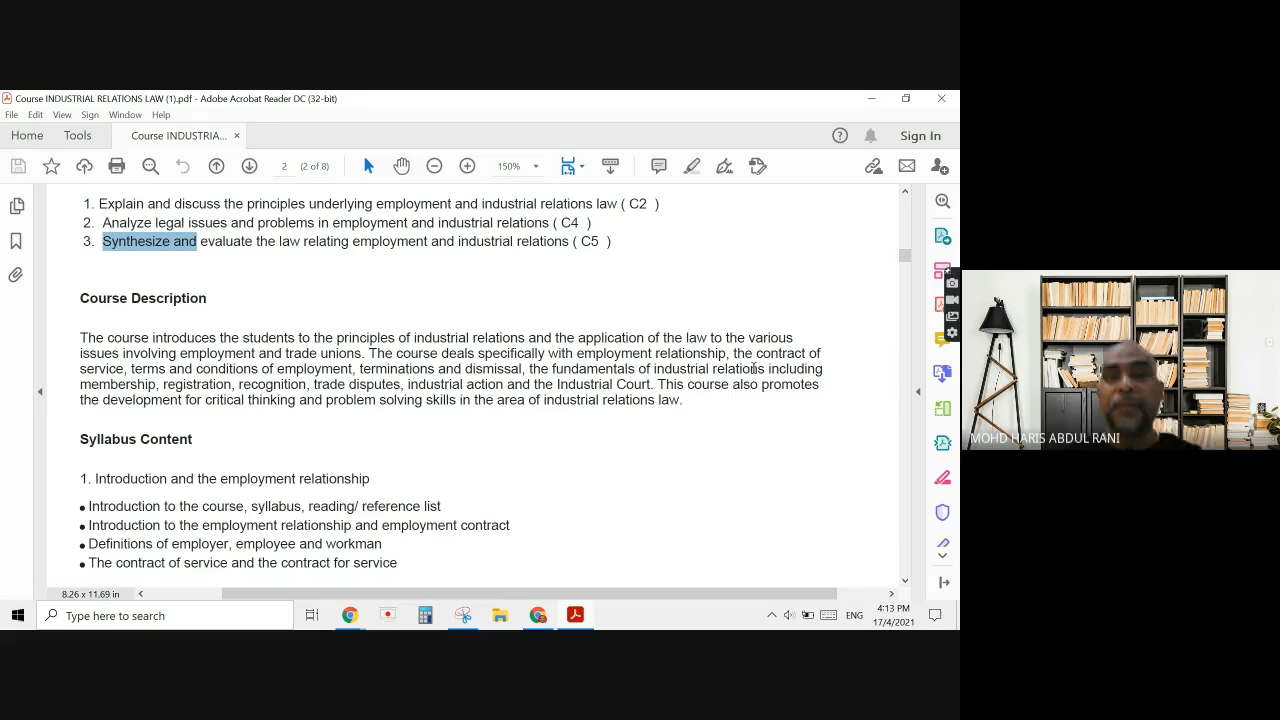 Course INDUSTRIAL RELATIONS LAW (1).pdf - Adobe Acrobat Reader DC (32-bit)
File Edit View Sign Window Help
Home Tools Course INDUSTRIA... ×
Sign In
2 (2 of 8) 150%
1. Explain and discuss the principles underlying employment and industrial relations law ( C2 )
2. Analyze legal issues and problems in employment and industrial relations ( C4 )
3. Synthesize and evaluate the law relating employment and industrial relations ( C5 )
Course Description
The course introduces the students to the principles of industrial relations and the application of the law to the various
issues involving employment and trade unions. The course deals specifically with employment relationship, the contract of
service, terms and conditions of employment, terminations and dismissal, the fundamentals of industrial relations including
membership, registration, recognition, trade disputes, industrial action and the Industrial Court. This course also promotes
the development for critical thinking and problem solving skills in the area of industrial relations law.
Syllabus Content
1. Introduction and the employment relationship
● Introduction to the course, syllabus, reading/ reference list
● Introduction to the employment relationship and employment contract
● Definitions of employer, employee and workman
● The contract of service and the contract for service
8.26 x 11.69 in
Type here to search
ENG
4:13 PM
17/4/2021
MOHD HARIS ABDUL RANI